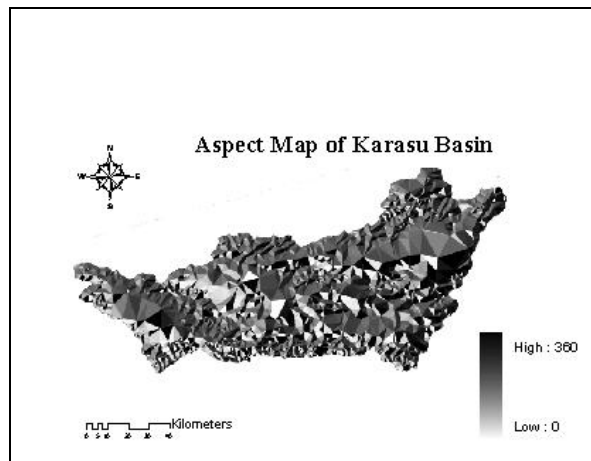 Aspect Map of Karasu Basin
N
W E
S
High : 360
Low : 0
Kilometers